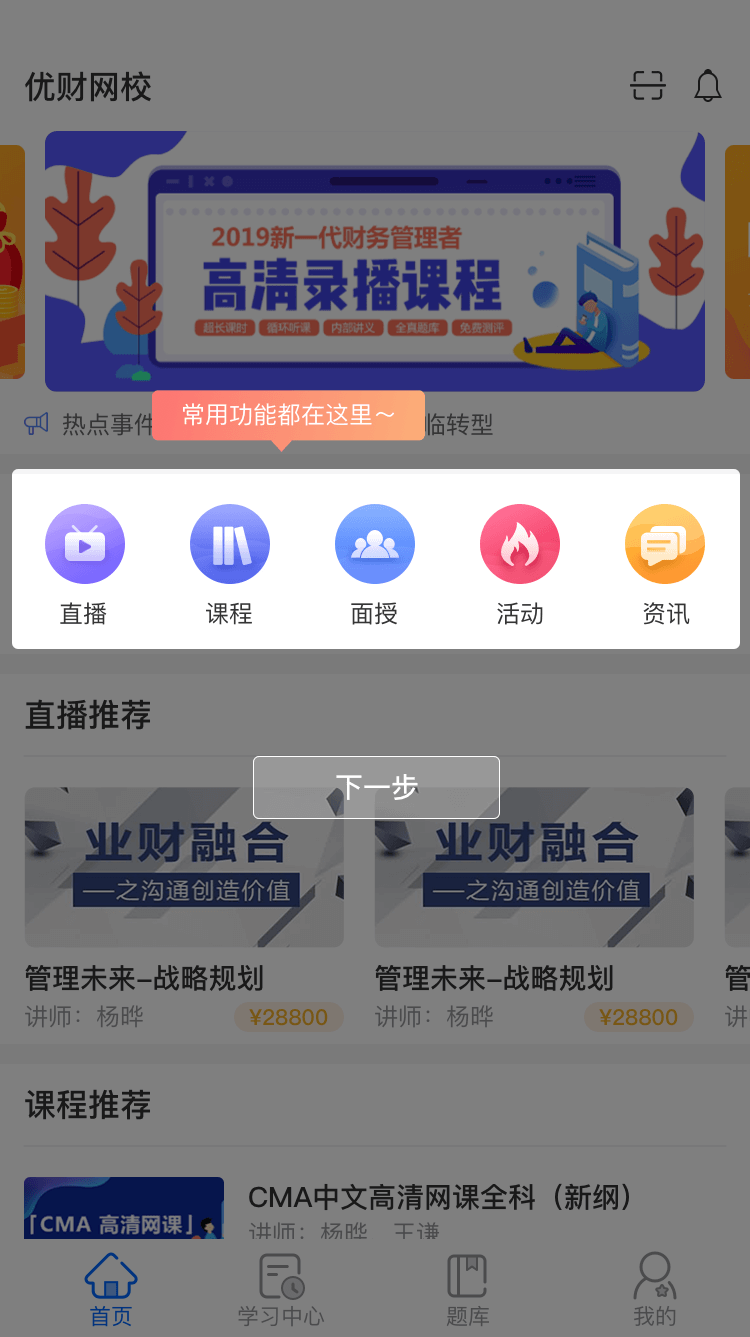 优财网校
2019新一代财务管理者
高清录播课程
超长课时 循环听课 内部讲义 全真题库 免费测评
常用功能都在这里～
热点事件 临转型
直播 课程 面授 活动 资讯
直播推荐
下一步
业财融合 业财融合
—之沟通创造价值 —之沟通创造价值
管理未来–战略规划 管理未来–战略规划 管
讲师：杨晔 ¥28800 讲师：杨晔 ¥28800 讲
课程推荐
CMA中文高清网课全科（新纲）
「CMA 高清网课」
讲师：杨晔 王谦
首页 学习中心 题库 我的